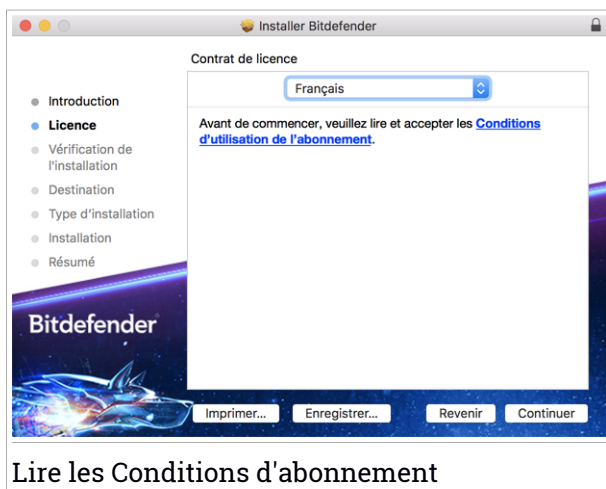 Installer Bitdefender
Contrat de licence
Français
Introduction
Licence
Vérification de
l'installation
Destination
Type d'installation
Installation
Résumé
Avant de commencer, veuillez lire et accepter les Conditions
d'utilisation de l'abonnement.
Bitdefender
Imprimer...
Enregistrer...
Revenir
Continuer
Lire les Conditions d'abonnement